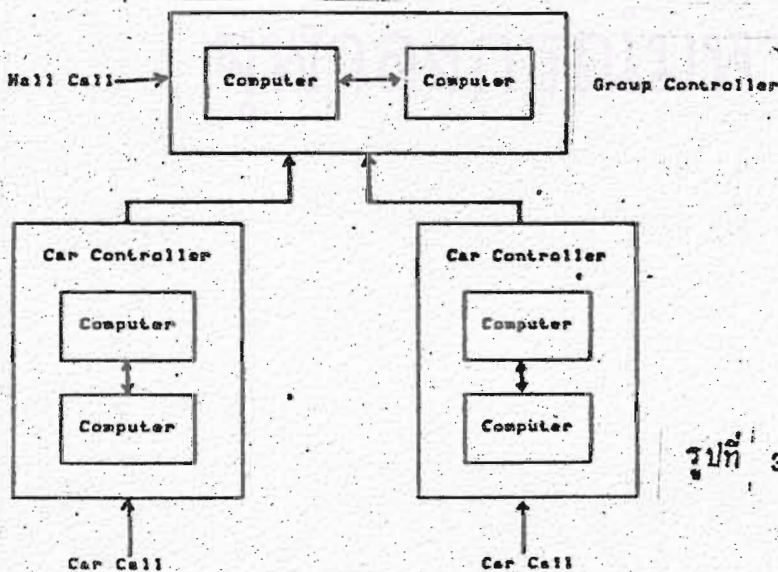 Hall Call
Computer
Computer
Group Controller
Car Controller
Computer
Computer
Car Call
Car Controller
Computer
Computer
Car Call
รูปที่